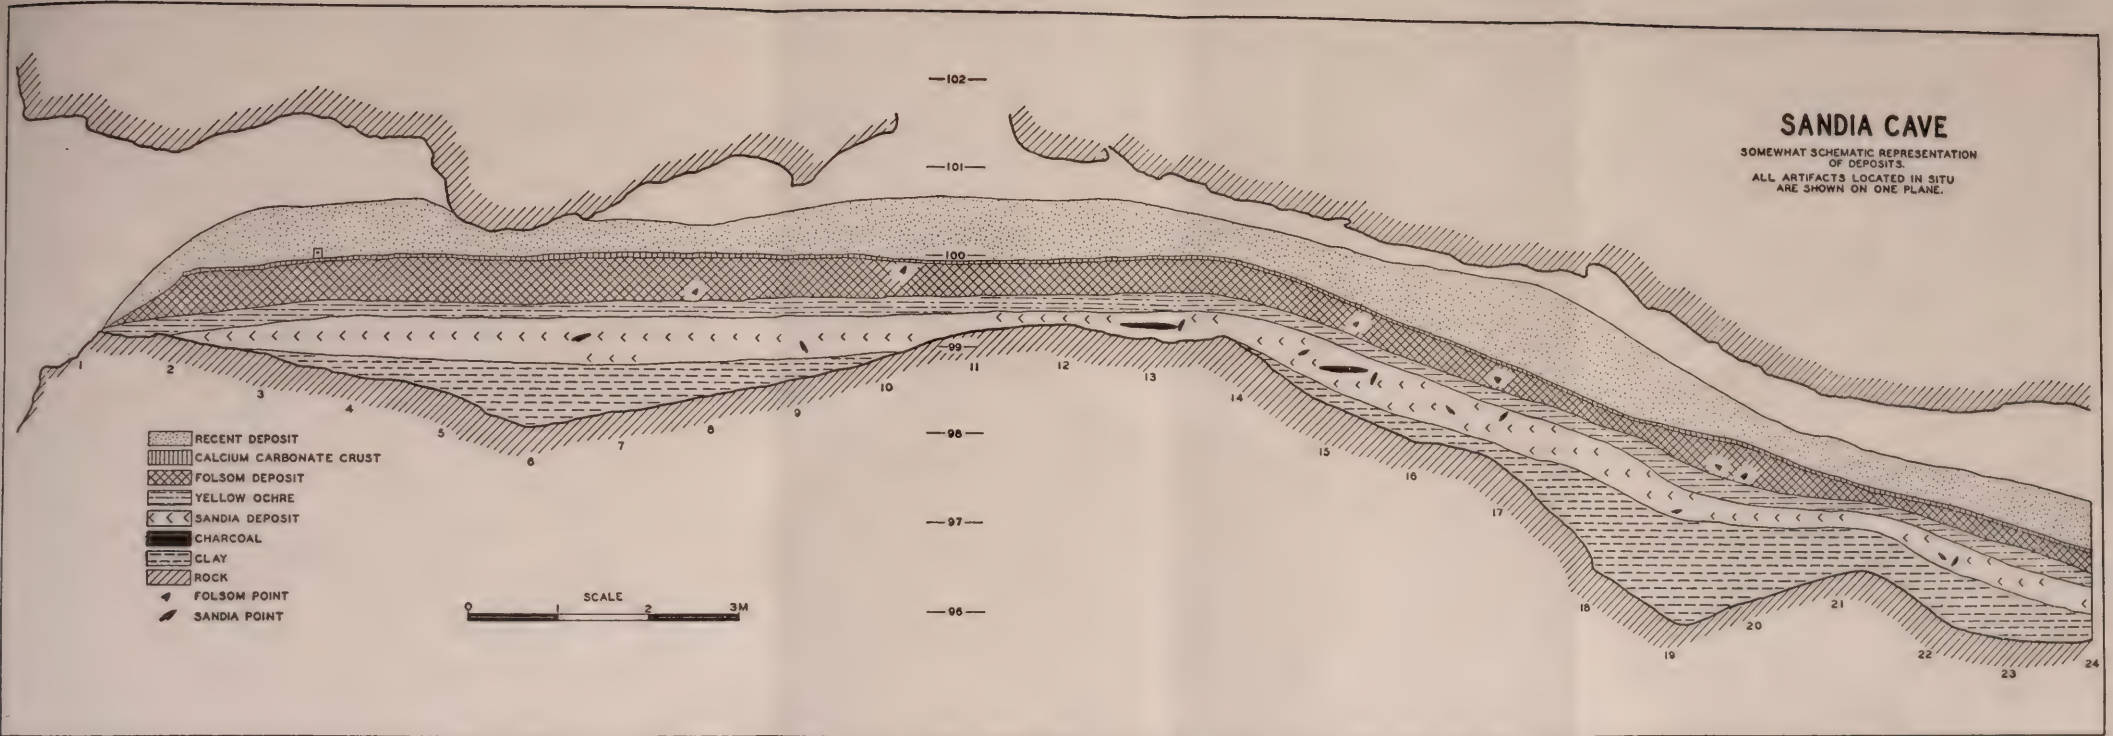 SANDIA CAVE
SOMEWHAT SCHEMATIC REPRESENTATION
OF DEPOSITS.
ALL ARTIFACTS LOCATED IN SITU
ARE SHOWN ON ONE PLANE.
102
101
100
99
98
97
96
1
2
3
4
5
6
7
8
9
10
11
12
13
14
15
16
17
18
19
20
21
22
23
24
RECENT DEPOSIT
CALCIUM CARBONATE CRUST
FOLSOM DEPOSIT
YELLOW OCHRE
SANDIA DEPOSIT
CHARCOAL
CLAY
ROCK
FOLSOM POINT
SANDIA POINT
SCALE
0 1 2 3M